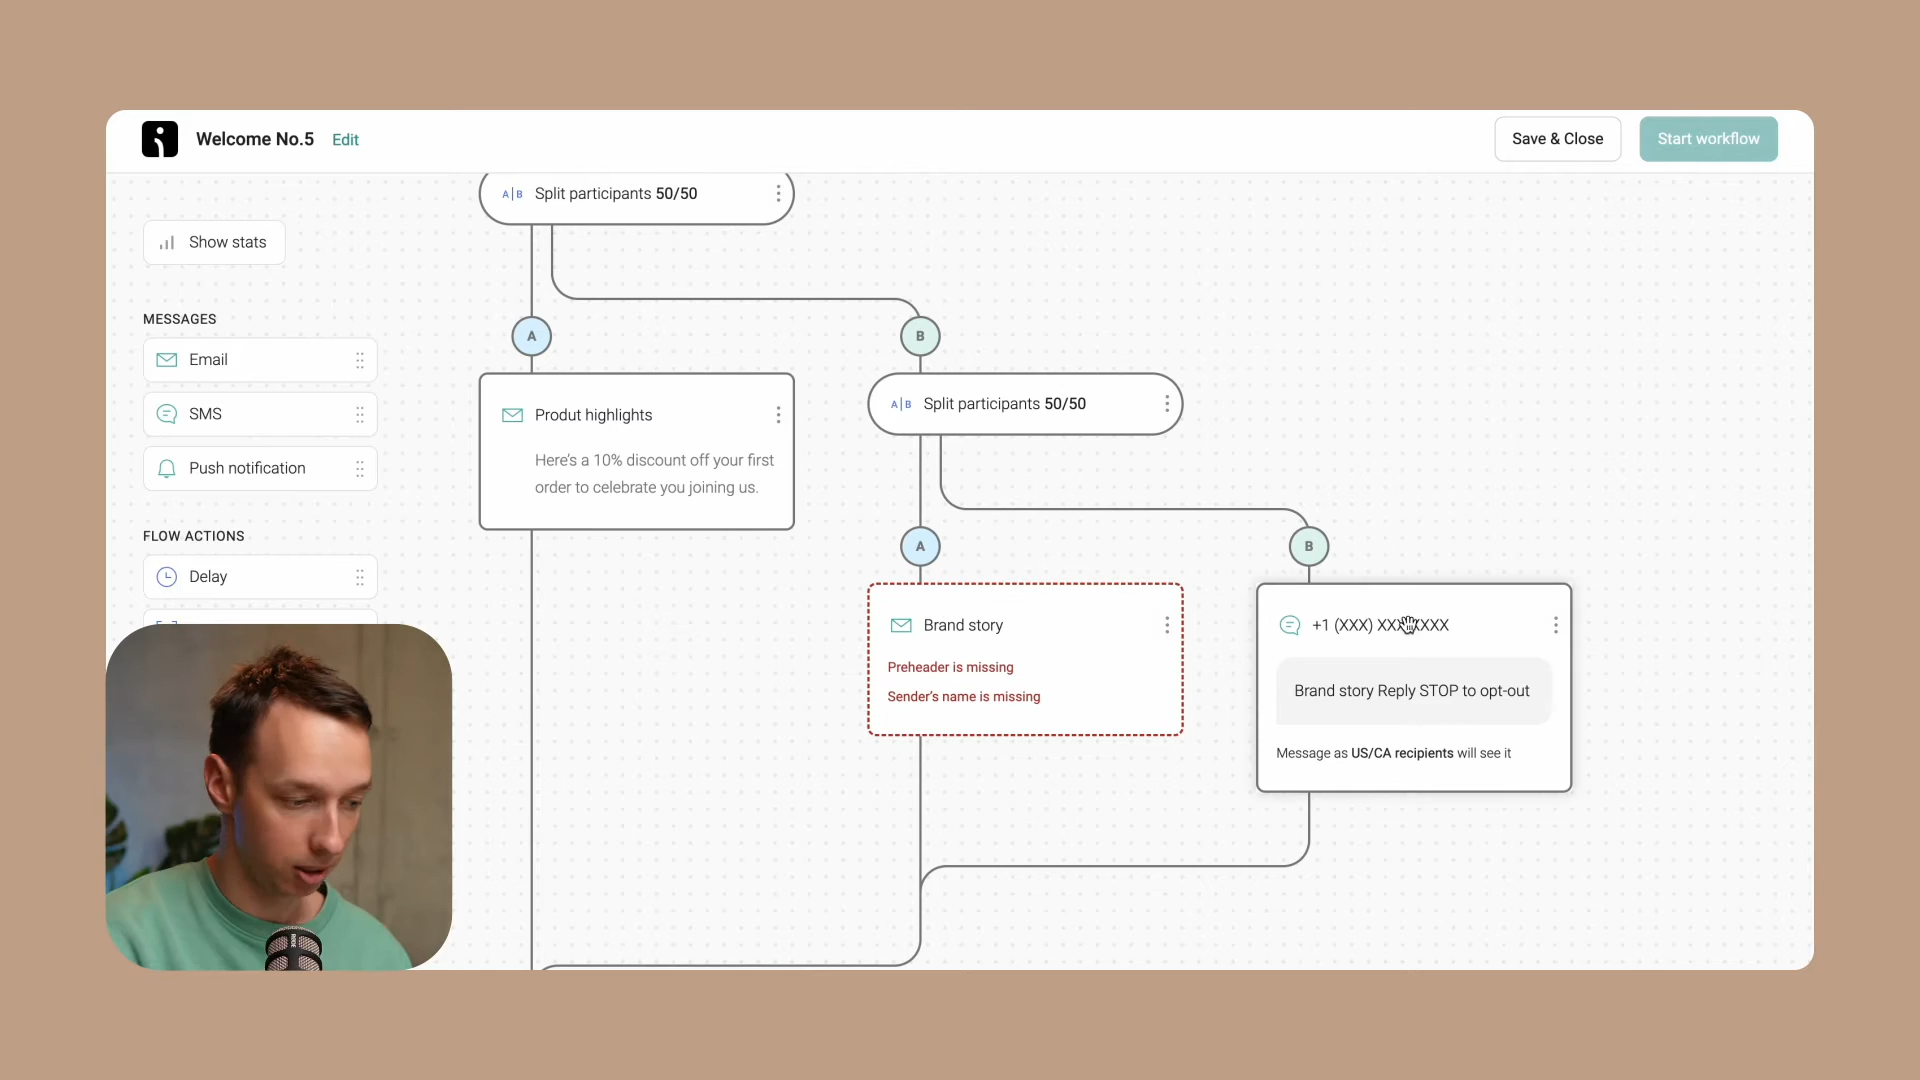 Welcome No.5 Edit
Save & Close
Start workflow
A|B Split participants 50/50
Show stats
MESSAGES
Email
SMS
Push notification
FLOW ACTIONS
Delay
A
B
Produt highlights
Here's a 10% discount off your first
order to celebrate you joining us.
A|B Split participants 50/50
A
B
Brand story
Preheader is missing
Sender's name is missing
+1 (XXX) XXX XXXX
Brand story Reply STOP to opt-out
Message as US/CA recipients will see it